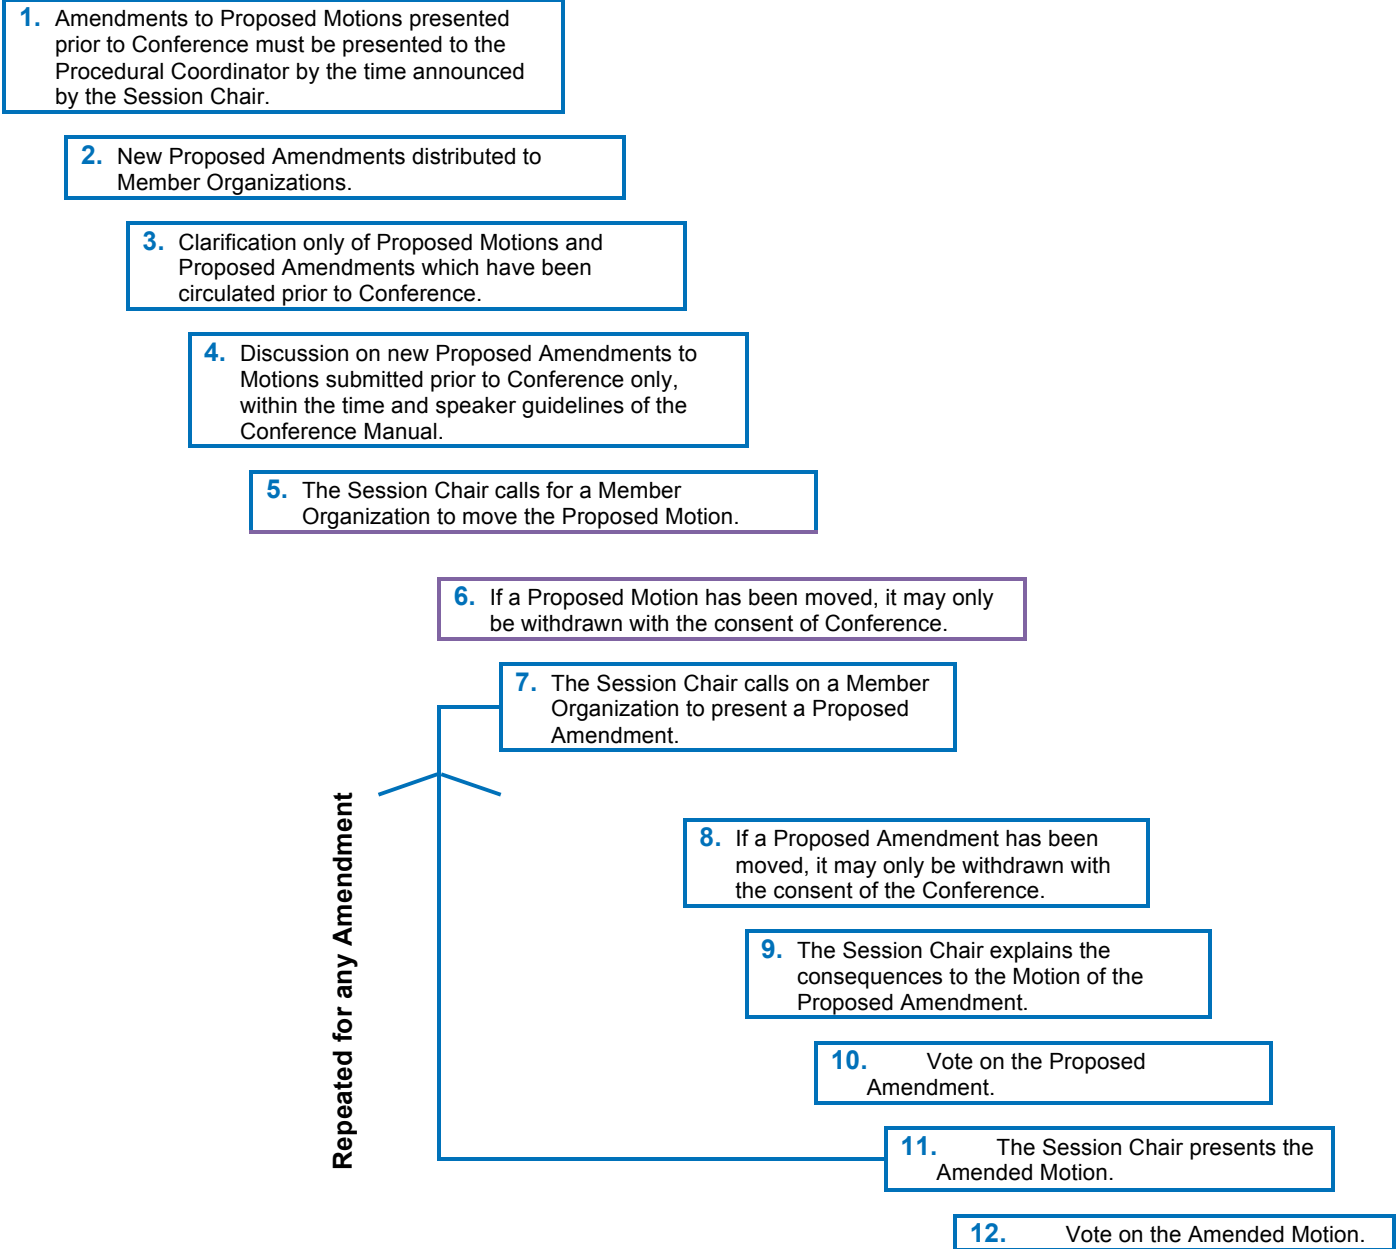 1. Amendments to Proposed Motions presented
prior to Conference must be presented to the
Procedural Coordinator by the time announced
by the Session Chair.
2. New Proposed Amendments distributed to
Member Organizations.
3. Clarification only of Proposed Motions and
Proposed Amendments which have been
circulated prior to Conference.
4. Discussion on new Proposed Amendments to
Motions submitted prior to Conference only,
within the time and speaker guidelines of the
Conference Manual.
5. The Session Chair calls for a Member
Organization to move the Proposed Motion.
6. If a Proposed Motion has been moved, it may only
be withdrawn with the consent of Conference.
7. The Session Chair calls on a Member
Organization to present a Proposed
Amendment.
Repeated for any Amendment
8. If a Proposed Amendment has been
moved, it may only be withdrawn with
the consent of the Conference.
9. The Session Chair explains the
consequences to the Motion of the
Proposed Amendment.
10. Vote on the Proposed
Amendment.
11. The Session Chair presents the
Amended Motion.
12. Vote on the Amended Motion.